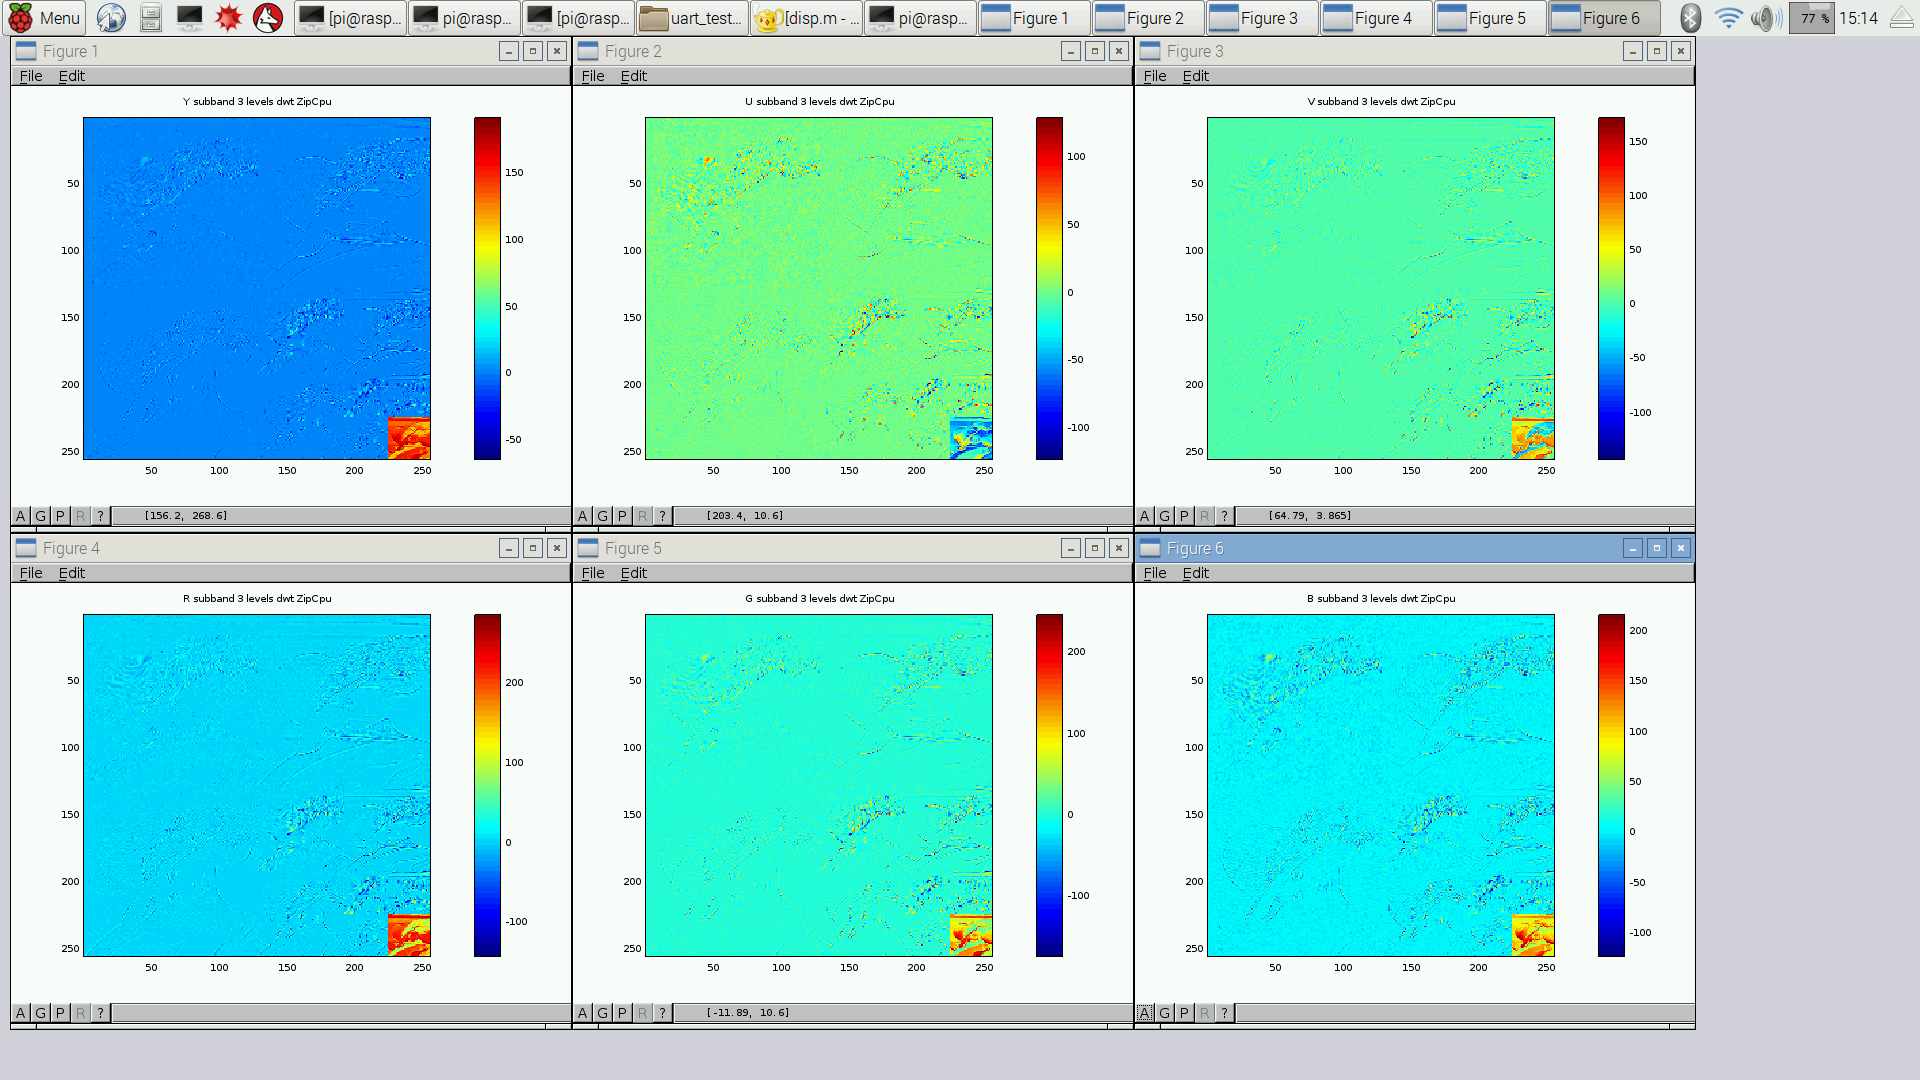 Menu [pi@rasp... pi@rasp... [pi@rasp... uart_test... [disp.m - ... pi@rasp... Figure 1 Figure 2 Figure 3 Figure 4 Figure 5 Figure 6 77 % 15:14
Figure 1
File Edit
Y subband 3 levels dwt ZipCpu
50
100
150
200
250
50 100 150 200 250
150
100
50
0
-50
A G P R ? [156.2, 268.6]
Figure 2
File Edit
U subband 3 levels dwt ZipCpu
50
100
150
200
250
50 100 150 200 250
100
50
0
-50
-100
A G P R ? [203.4, 10.6]
Figure 3
File Edit
V subband 3 levels dwt ZipCpu
50
100
150
200
250
50 100 150 200 250
150
100
50
0
-50
-100
A G P R ? [64.79, 3.865]
Figure 4
File Edit
R subband 3 levels dwt ZipCpu
50
100
150
200
250
50 100 150 200 250
200
100
0
-100
A G P R ?
Figure 5
File Edit
G subband 3 levels dwt ZipCpu
50
100
150
200
250
50 100 150 200 250
200
100
0
-100
A G P R ? [-11.89, 10.6]
Figure 6
File Edit
B subband 3 levels dwt ZipCpu
50
100
150
200
250
50 100 150 200 250
200
150
100
50
0
-50
-100
A G P R ?